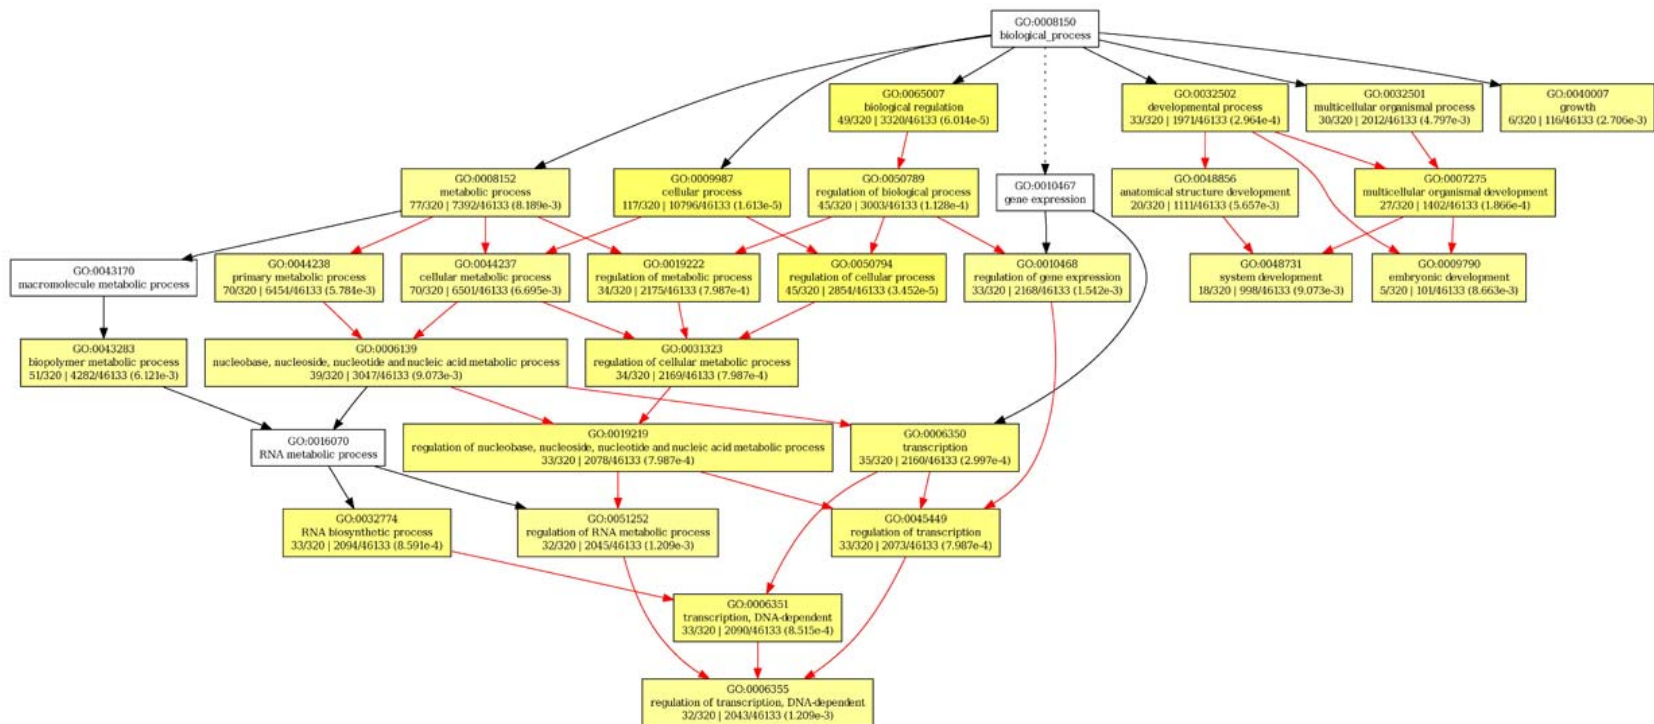 GO:0008150
biological_process
GO:0065007
biological regulation
49/320 | 3320/46133 (6.014e-5)
GO:0032502
developmental process
33/320 | 1971/46133 (2.964e-4)
GO:0032501
multicellular organismal process
30/320 | 2012/46133 (4.797e-3)
GO:0040007
growth
6/320 | 116/46133 (2.706e-3)
GO:0008152
metabolic process
77/320 | 7392/46133 (8.189e-3)
GO:0009987
cellular process
117/320 | 10796/46133 (1.613e-5)
GO:0050789
regulation of biological process
45/320 | 3003/46133 (1.128e-4)
GO:0010467
gene expression
GO:0048856
anatomical structure development
20/320 | 1111/46133 (5.657e-3)
GO:0007275
multicellular organismal development
27/320 | 1402/46133 (1.866e-4)
GO:0043170
macromolecule metabolic process
GO:0044238
primary metabolic process
70/320 | 6454/46133 (5.784e-3)
GO:0044237
cellular metabolic process
70/320 | 6501/46133 (6.695e-3)
GO:0019222
regulation of metabolic process
34/320 | 2175/46133 (7.987e-4)
GO:0050794
regulation of cellular process
45/320 | 2854/46133 (3.452e-5)
GO:0010468
regulation of gene expression
33/320 | 2168/46133 (1.542e-3)
GO:0048731
system development
18/320 | 998/46133 (9.073e-3)
GO:0009790
embryonic development
5/320 | 101/46133 (8.663e-3)
GO:0043283
biopolymer metabolic process
51/320 | 4282/46133 (6.121e-3)
GO:0006139
nucleobase, nucleoside, nucleotide and nucleic acid metabolic process
39/320 | 3047/46133 (9.073e-3)
GO:0031323
regulation of cellular metabolic process
34/320 | 2169/46133 (7.987e-4)
GO:0016070
RNA metabolic process
GO:0019219
regulation of nucleobase, nucleoside, nucleotide and nucleic acid metabolic process
33/320 | 2078/46133 (7.987e-4)
GO:0006350
transcription
35/320 | 2160/46133 (2.997e-4)
GO:0032774
RNA biosynthetic process
33/320 | 2094/46133 (8.591e-4)
GO:0051252
regulation of RNA metabolic process
32/320 | 2045/46133 (1.209e-3)
GO:0045449
regulation of transcription
33/320 | 2073/46133 (7.987e-4)
GO:0006351
transcription, DNA-dependent
33/320 | 2090/46133 (8.515e-4)
GO:0006355
regulation of transcription, DNA-dependent
32/320 | 2043/46133 (1.209e-3)